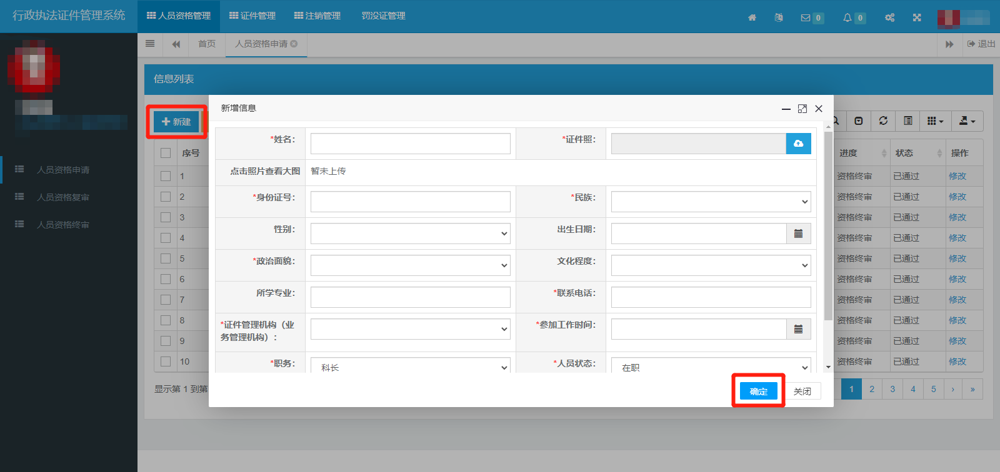 行政执法证件管理系统 人员资格管理 证件管理 注销管理 罚没证管理 0 0
首页 人员资格申请 退出
信息列表
新增信息
+ 新建
*姓名: *证件照:
序号 进度 状态 操作
点击照片查看大图 暂未上传
人员资格申请
人员资格复审
人员资格终审
1 资格终审 已通过 修改
2 资格终审 已通过 修改
3 资格终审 已通过 修改
4 资格终审 已通过 修改
5 资格终审 已通过 修改
6 资格终审 已通过 修改
7 资格终审 已通过 修改
8 资格终审 已通过 修改
9 资格终审 已通过 修改
10 资格终审 已通过 修改
*身份证号: *民族:
性别: 出生日期:
*政治面貌: 文化程度:
所学专业: *联系电话:
*证件管理机构（业
务管理机构）: *参加工作时间:
*职务: 科长 *人员状态: 在职
显示第 1 到第 1 2 3 4 5 › »
确定 关闭